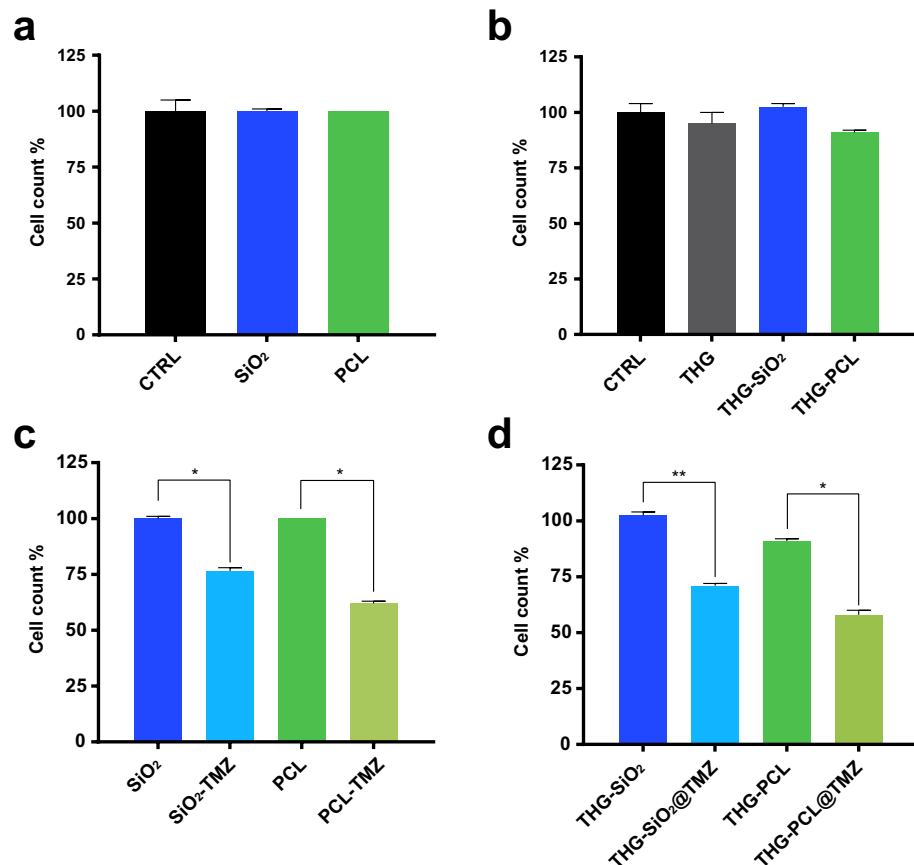 a
125
100
75
50
25
0
Cell count %
CTRL
SiO₂
PCL
b
125
100
75
50
25
0
Cell count %
CTRL
THG
THG-SiO₂
THG-PCL
c
125
100
75
50
25
0
Cell count %
*
*
SiO₂
SiO₂-TMZ
PCL
PCL-TMZ
d
125
100
75
50
25
0
Cell count %
**
*
THG-SiO₂
THG-SiO₂@TMZ
THG-PCL
THG-PCL@TMZ